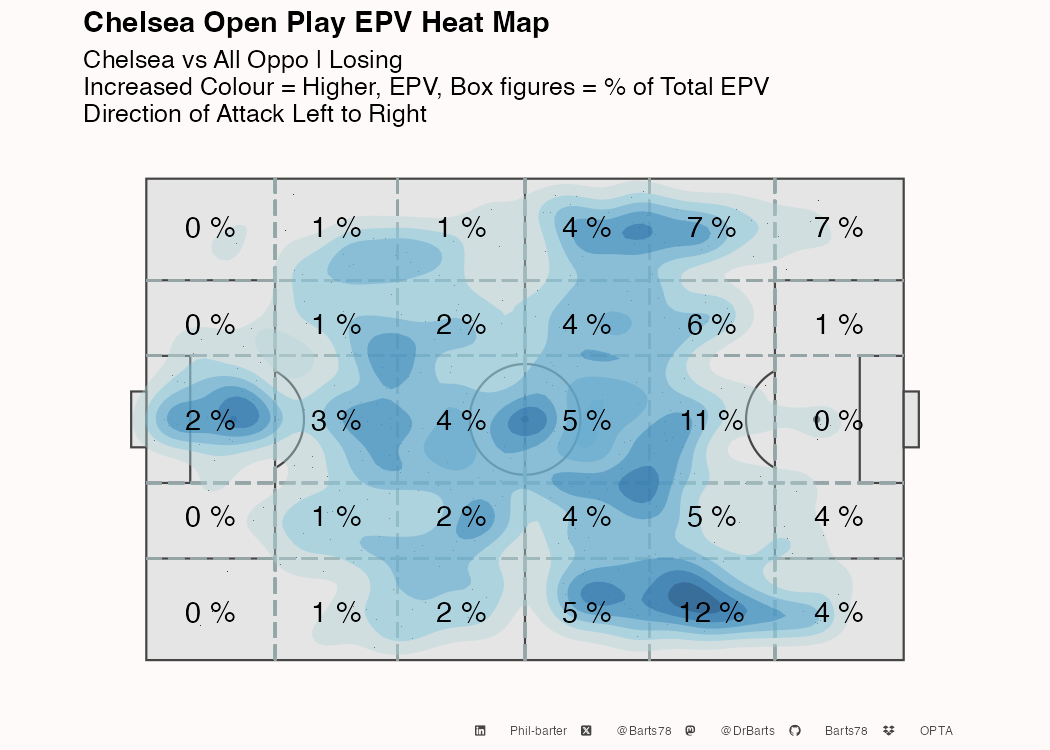 Chelsea Open Play EPV Heat Map
Chelsea vs All Oppo | Losing
Increased Colour = Higher, EPV, Box figures = % of Total EPV
Direction of Attack Left to Right
0 % 1 % 1 % 4 % 7 % 7 %
0 % 1 % 2 % 4 % 6 % 1 %
2 % 3 % 4 % 5 % 11 % 0 %
0 % 1 % 2 % 4 % 5 % 4 %
0 % 1 % 2 % 5 % 12 % 4 %
Phil-barter @Barts78 @DrBarts Barts78 OPTA